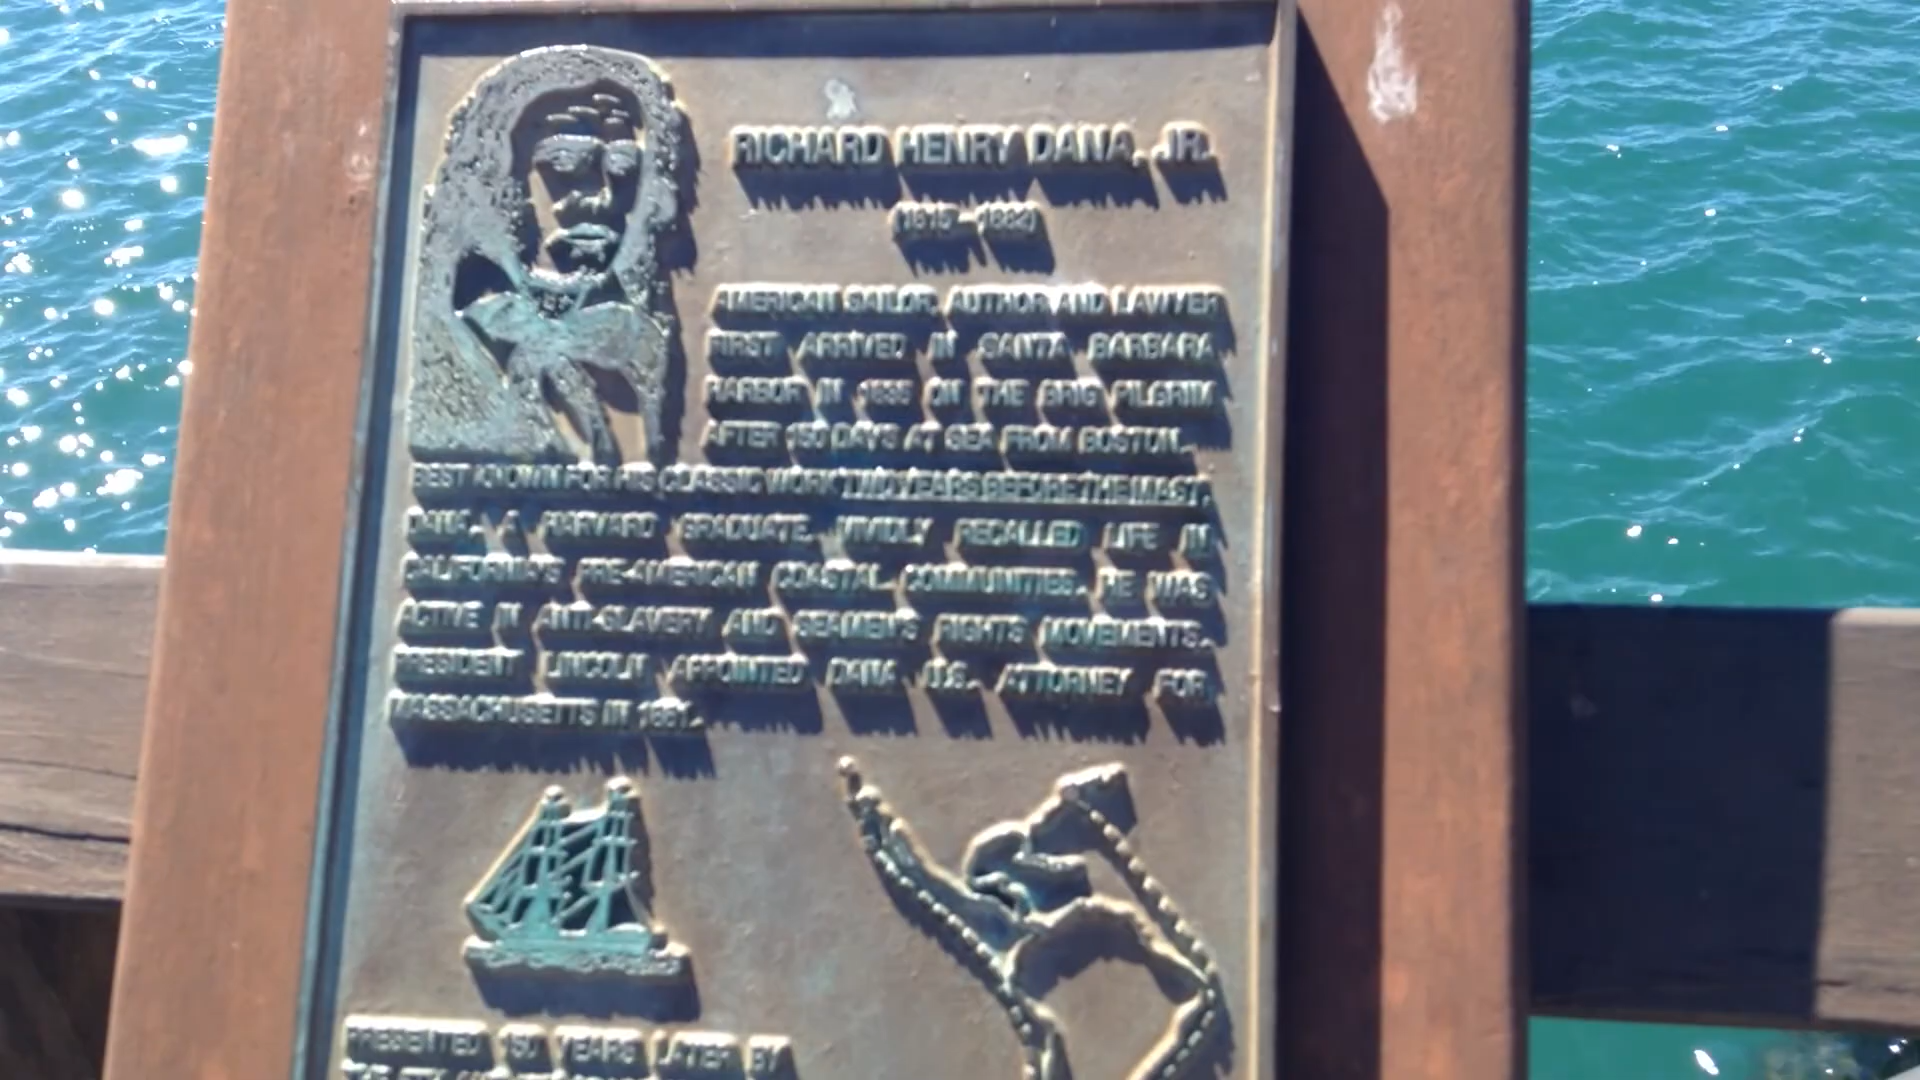 RICHARD HENRY DANA, JR.
(1815–1882)
AMERICAN SAILOR, AUTHOR AND LAWYER
FIRST ARRIVED IN SANTA BARBARA
HARBOR IN 1835 ON THE BRIG PILGRIM
AFTER 150 DAYS AT SEA FROM BOSTON.
BEST KNOWN FOR HIS CLASSIC WORK TWO YEARS BEFORE THE MAST,
DANA, A HARVARD GRADUATE, VIVIDLY RECALLED LIFE IN
CALIFORNIA'S PRE-AMERICAN COASTAL COMMUNITIES. HE WAS
ACTIVE IN ANTI-SLAVERY AND SEAMEN'S RIGHTS MOVEMENTS.
PRESIDENT LINCOLN APPOINTED DANA U.S. ATTORNEY FOR
MASSACHUSETTS IN 1861.
PRESENTED 150 YEARS LATER BY